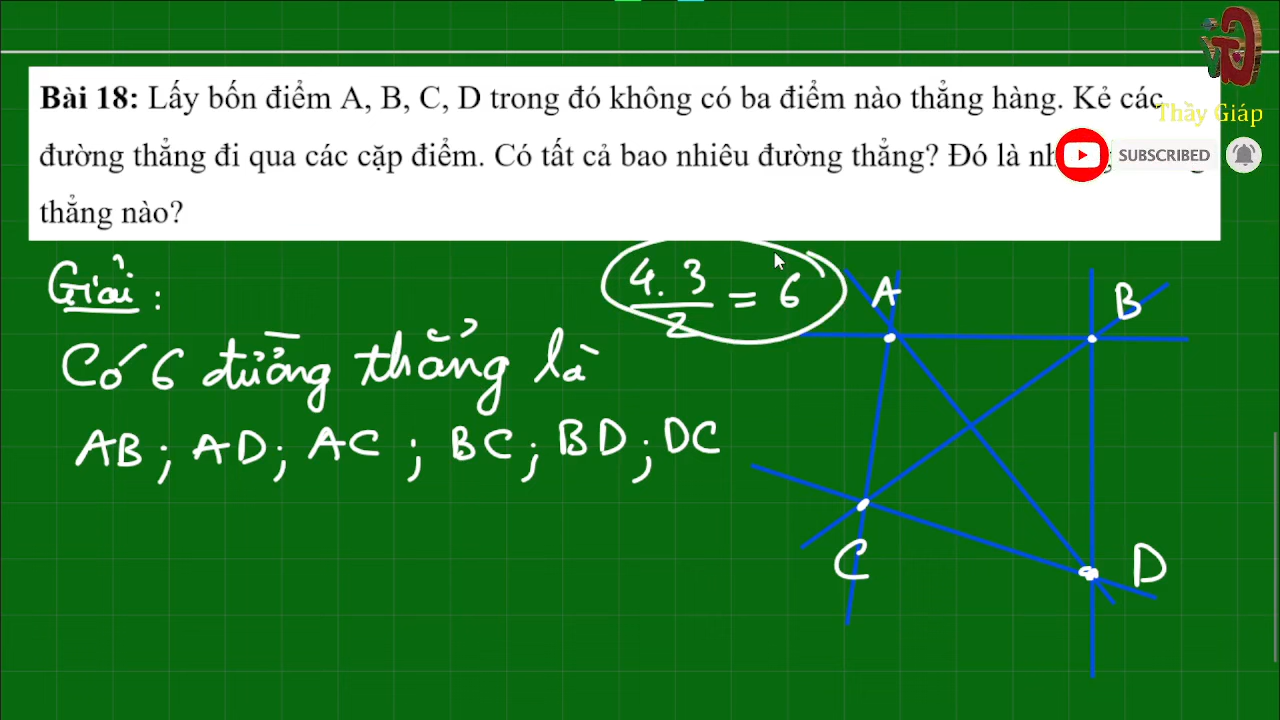 Bài 18: Lấy bốn điểm A, B, C, D trong đó không có ba điểm nào thẳng hàng. Kẻ các
Thầy Giáp
đường thẳng đi qua các cặp điểm. Có tất cả bao nhiêu đường thẳng? Đó là
SUBSCRIBED
thẳng nào?
Giải :
4. 3 / 2 = 6
A
B
Có 6 đường thẳng là
AB ; AD ; AC ; BC ; BD ; DC
C
D